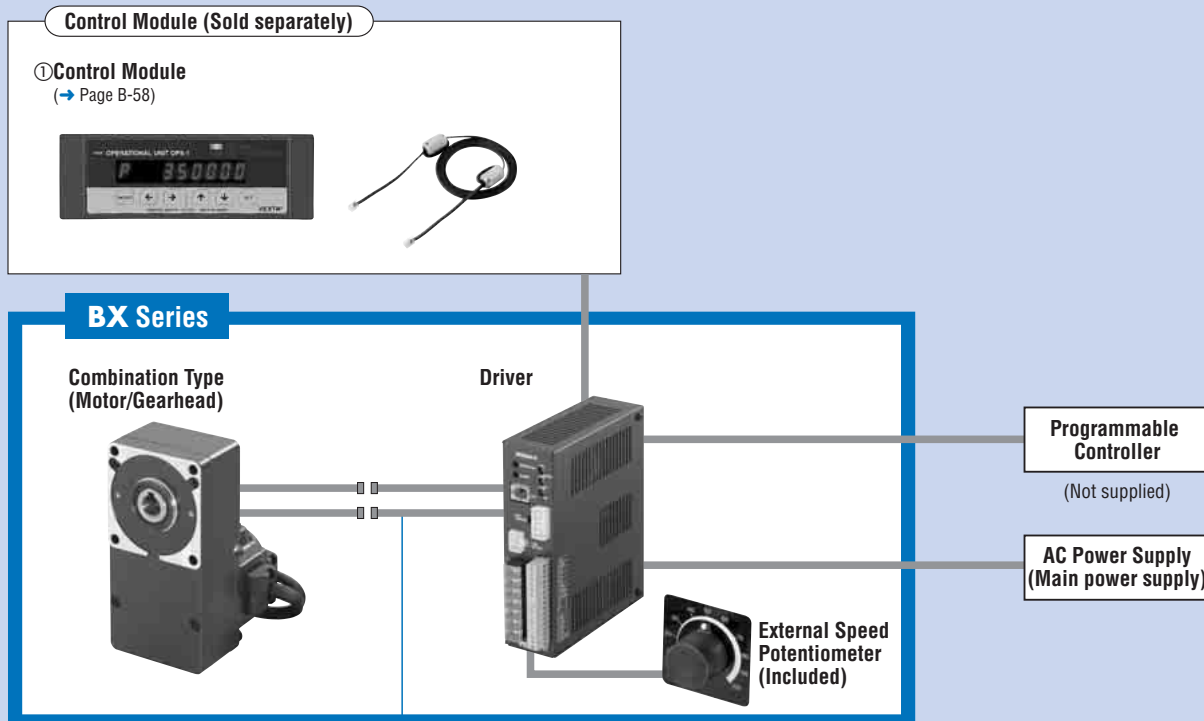 Control Module (Sold separately)
①Control Module
(➔ Page B-58)
OPERATIONAL UNIT OPX-1
P 350000
BX Series
Combination Type
(Motor/Gearhead)
Driver
Programmable
Controller
(Not supplied)
AC Power Supply
(Main power supply)
External Speed
Potentiometer
(Included)